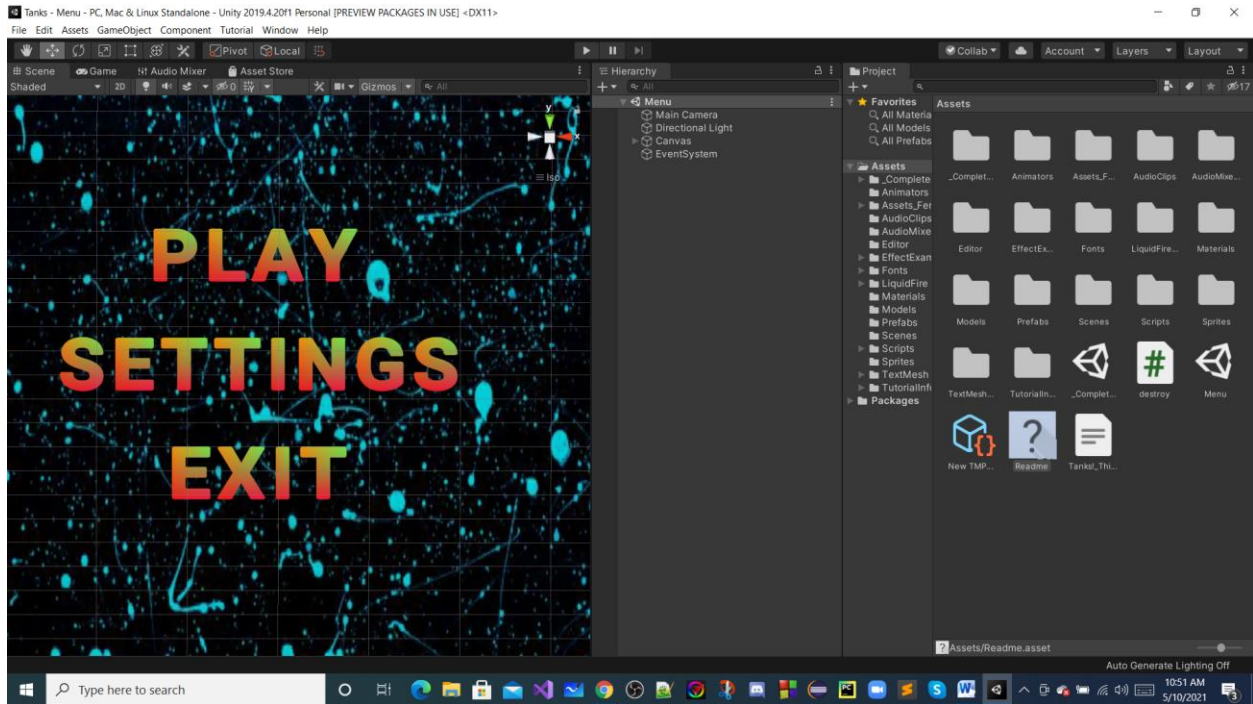 Tanks - Menu - PC, Mac & Linux Standalone - Unity 2019.4.20f1 Personal [PREVIEW PACKAGES IN USE] <DX11>
File Edit Assets GameObject Component Tutorial Window Help
Pivot Local Collab Account Layers Layout
Scene Game Audio Mixer Asset Store
Shaded 2D 0 Gizmos All
y
x
Iso
PLAY
SETTINGS
EXIT
Hierarchy
All
Menu
Main Camera
Directional Light
Canvas
EventSystem
Project
17
Favorites
All Materia
All Models
All Prefabs
Assets
_Complete
Animators
Assets_Fer
AudioClips
AudioMixe
Editor
EffectExam
Fonts
LiquidFire
Materials
Models
Prefabs
Scenes
Scripts
Sprites
TextMesh
TutorialInfo
Packages
Assets
_Complet... Animators Assets_F... AudioClips AudioMixe...
Editor EffectEx... Fonts LiquidFire... Materials
Models Prefabs Scenes Scripts Sprites
TextMesh... TutorialIn... _Complet... destroy Menu
New TMP... Readme Tanks!_Thi...
Assets/Readme.asset
Auto Generate Lighting Off
Type here to search
10:51 AM
5/10/2021
3